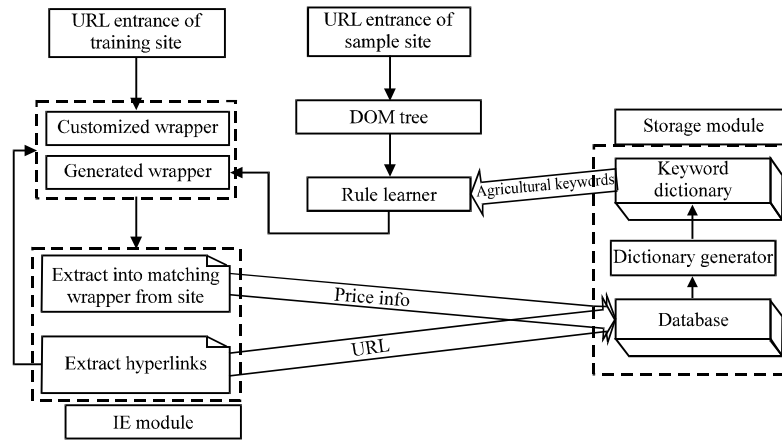 URL entrance of
training site
URL entrance of
sample site
Customized wrapper
Generated wrapper
DOM tree
Rule learner
Agricultural keywords
Storage module
Keyword
dictionary
Dictionary generator
Database
Extract into matching
wrapper from site
Price info
Extract hyperlinks
URL
IE module